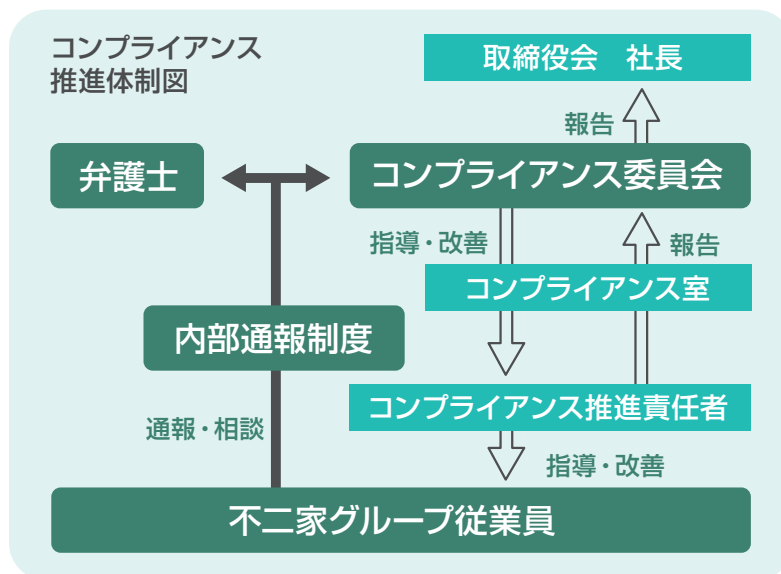 コンプライアンス
推進体制図
取締役会　社長
報告
弁護士
コンプライアンス委員会
指導・改善
報告
コンプライアンス室
内部通報制度
コンプライアンス推進責任者
通報・相談
指導・改善
不二家グループ従業員